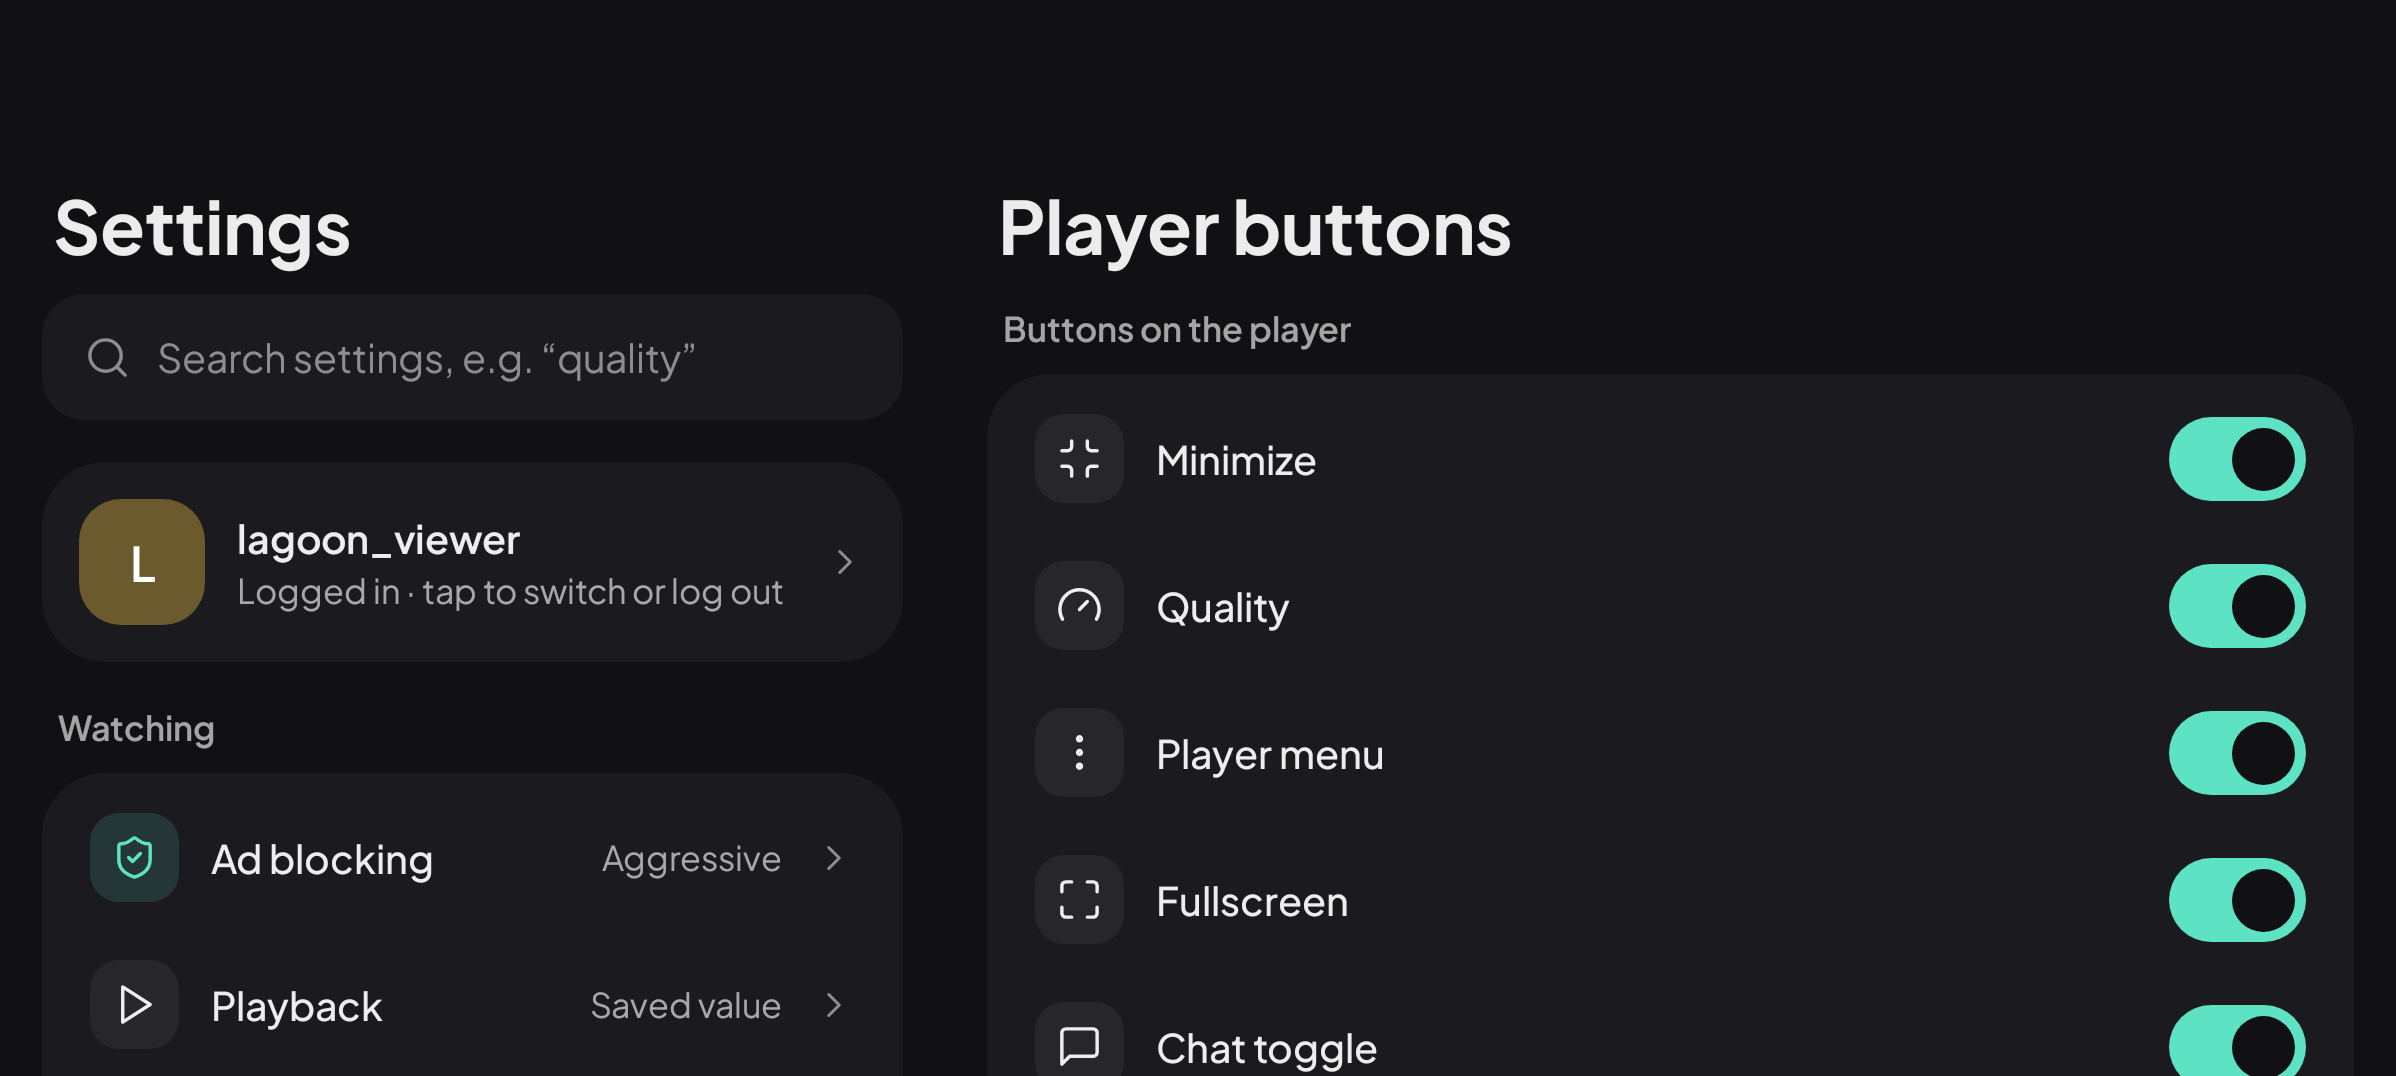 Settings
Search settings, e.g. “quality”
L
lagoon_viewer
Logged in · tap to switch or log out
Watching
Ad blocking
Aggressive
Playback
Saved value
Player buttons
Buttons on the player
Minimize
Quality
Player menu
Fullscreen
Chat toggle